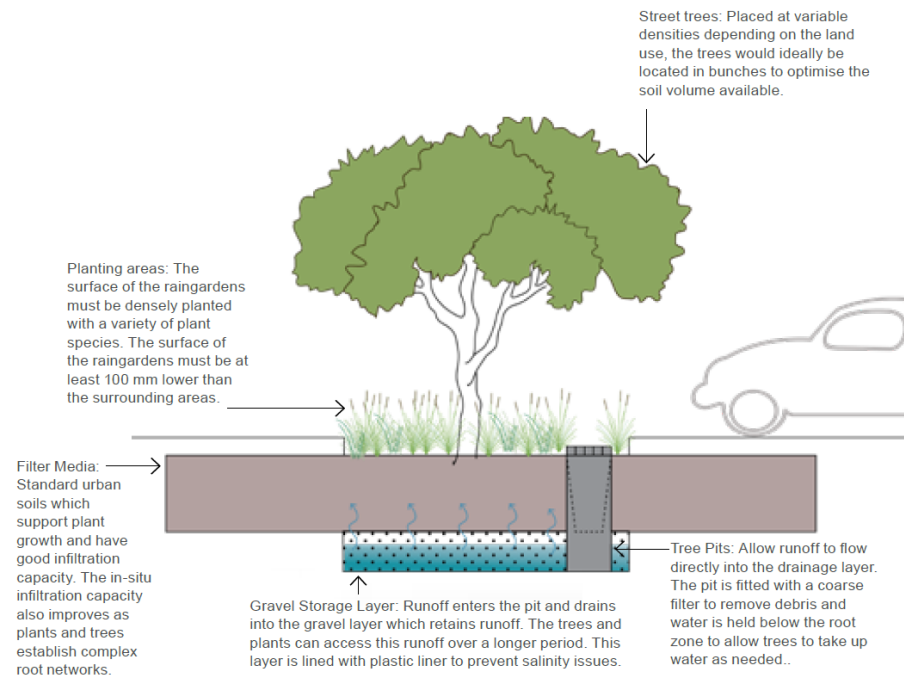 Street trees: Placed at variable
densities depending on the land
use, the trees would ideally be
located in bunches to optimise the
soil volume available.
Planting areas: The
surface of the raingardens
must be densely planted
with a variety of plant
species. The surface of
the raingardens must be at
least 100 mm lower than
the surrounding areas.
Filter Media:
Standard urban
soils which
support plant
growth and have
good infiltration
capacity. The in-situ
infiltration capacity
also improves as
plants and trees
establish complex
root networks.
Gravel Storage Layer: Runoff enters the pit and drains
into the gravel layer which retains runoff. The trees and
plants can access this runoff over a longer period. This
layer is lined with plastic liner to prevent salinity issues.
Tree Pits: Allow runoff to flow
directly into the drainage layer.
The pit is fitted with a coarse
filter to remove debris and
water is held below the root
zone to allow trees to take up
water as needed..